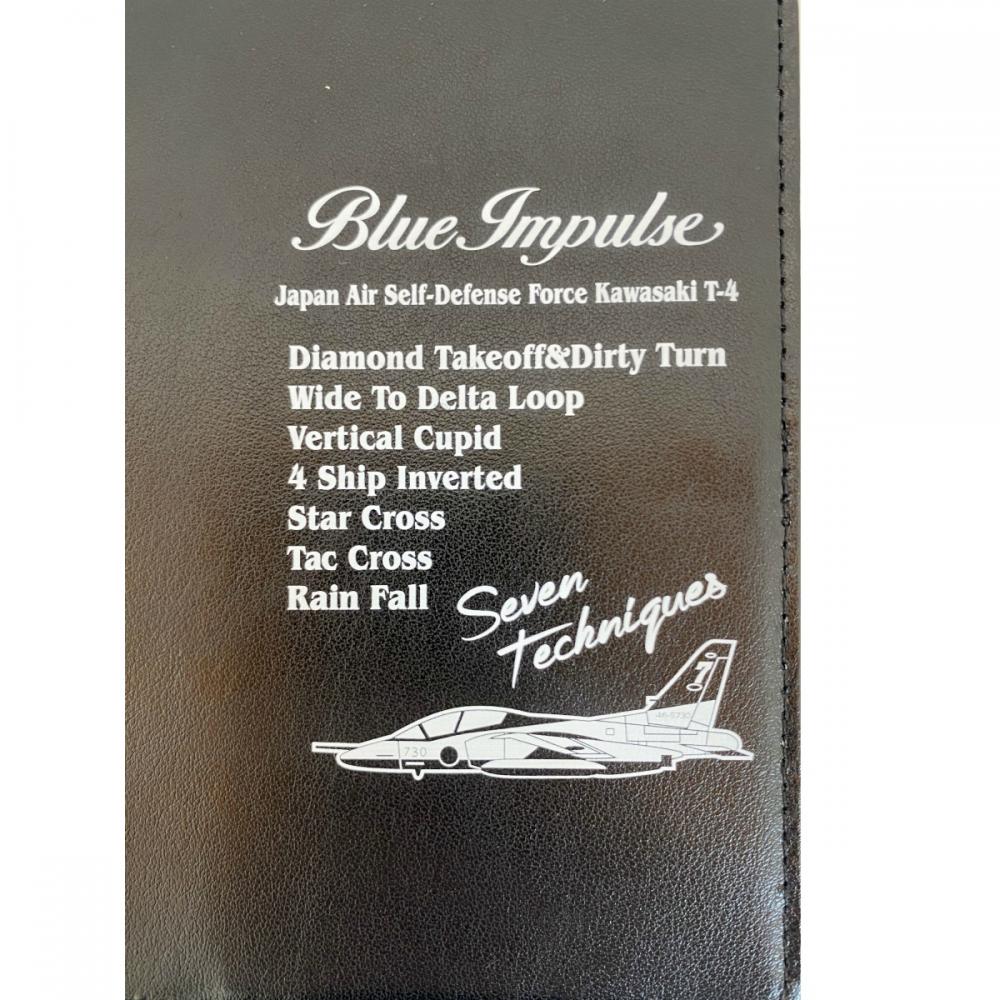 Blue Impulse
Japan Air Self-Defense Force Kawasaki T-4
Diamond Takeoff&Dirty Turn
Wide To Delta Loop
Vertical Cupid
4 Ship Inverted
Star Cross
Tac Cross
Rain Fall
Seven
Techniques
7
46-5730
730